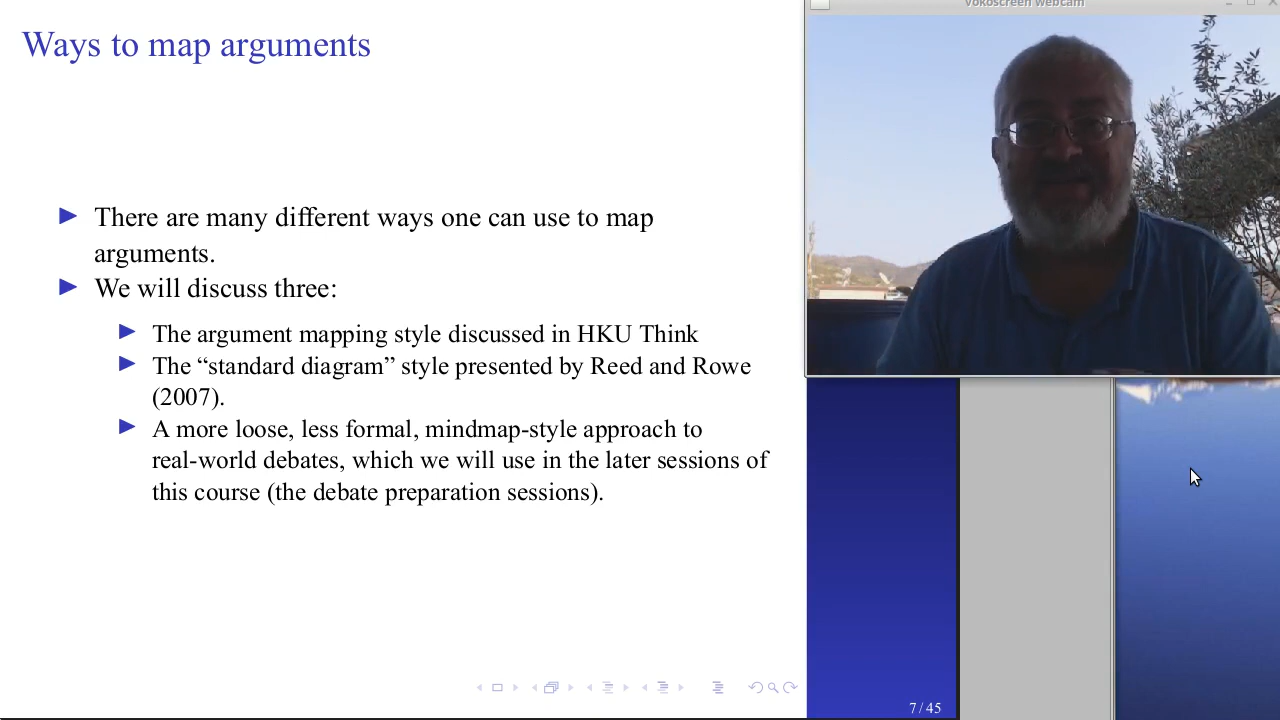 Ways to map arguments
There are many different ways one can use to map
arguments.
We will discuss three:
The argument mapping style discussed in HKU Think
The “standard diagram” style presented by Reed and Rowe
(2007).
A more loose, less formal, mindmap-style approach to
real-world debates, which we will use in the later sessions of
this course (the debate preparation sessions).
7 / 45
vokoscreen webcam